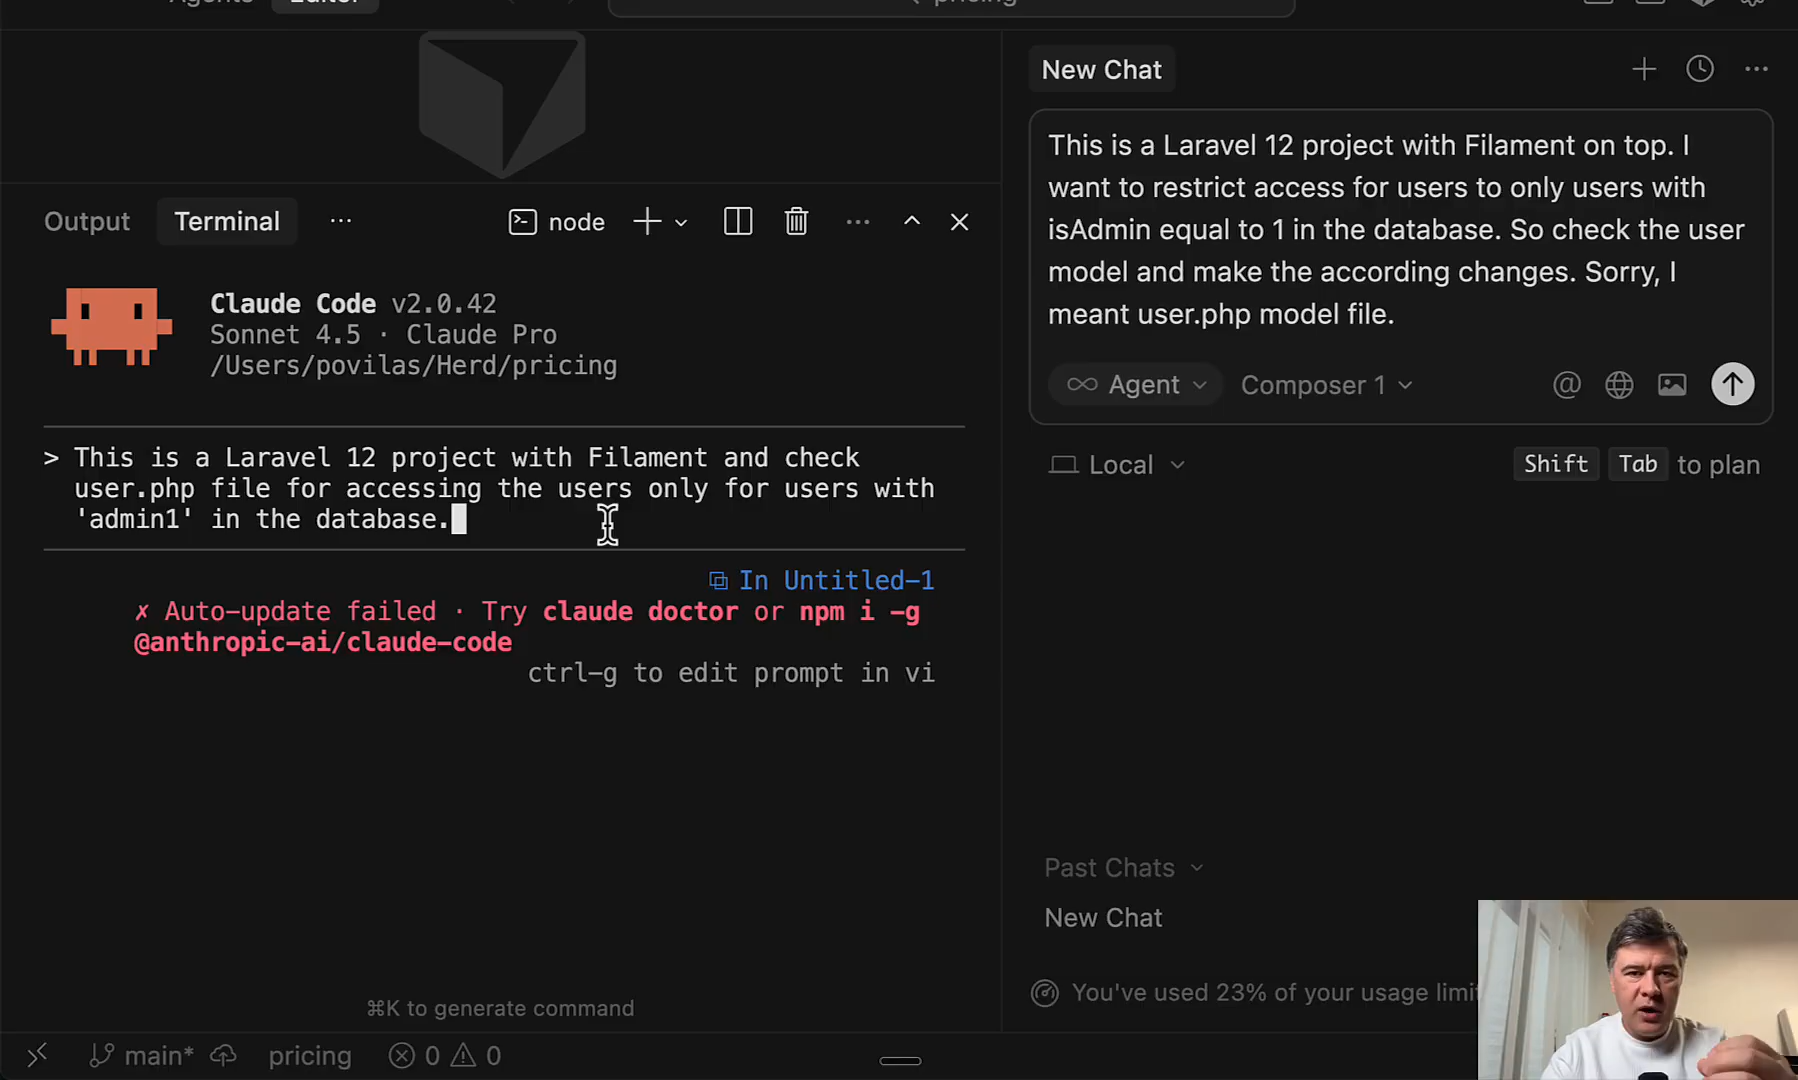 Agents Editor
pricing
New Chat
This is a Laravel 12 project with Filament on top. I
want to restrict access for users to only users with
isAdmin equal to 1 in the database. So check the user
model and make the according changes. Sorry, I
meant user.php model file.
Agent Composer 1
Local Shift Tab to plan
Past Chats
New Chat
You've used 23% of your usage limit
Output Terminal ··· node
Claude Code v2.0.42
Sonnet 4.5 · Claude Pro
/Users/povilas/Herd/pricing
> This is a Laravel 12 project with Filament and check
user.php file for accessing the users only for users with
'admin1' in the database.
In Untitled-1
✗ Auto-update failed · Try claude doctor or npm i -g
@anthropic-ai/claude-code
ctrl-g to edit prompt in vi
⌘K to generate command
main* pricing 0 0